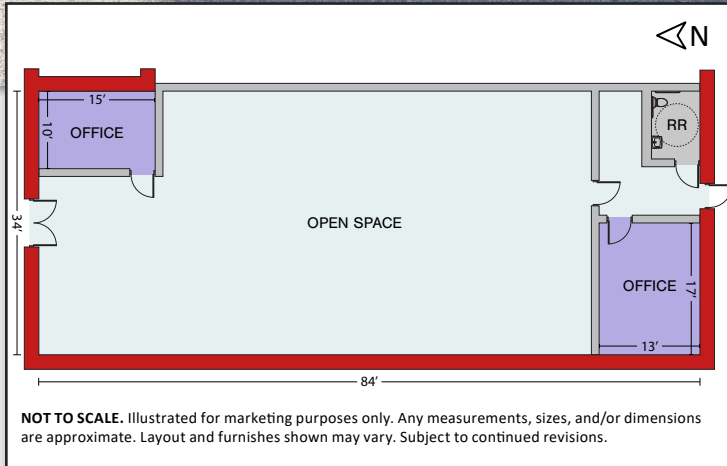 N
15'
10'
OFFICE
RR
34'
OPEN SPACE
OFFICE
17'
13'
84'
NOT TO SCALE. Illustrated for marketing purposes only. Any measurements, sizes, and/or dimensions
are approximate. Layout and furnishes shown may vary. Subject to continued revisions.